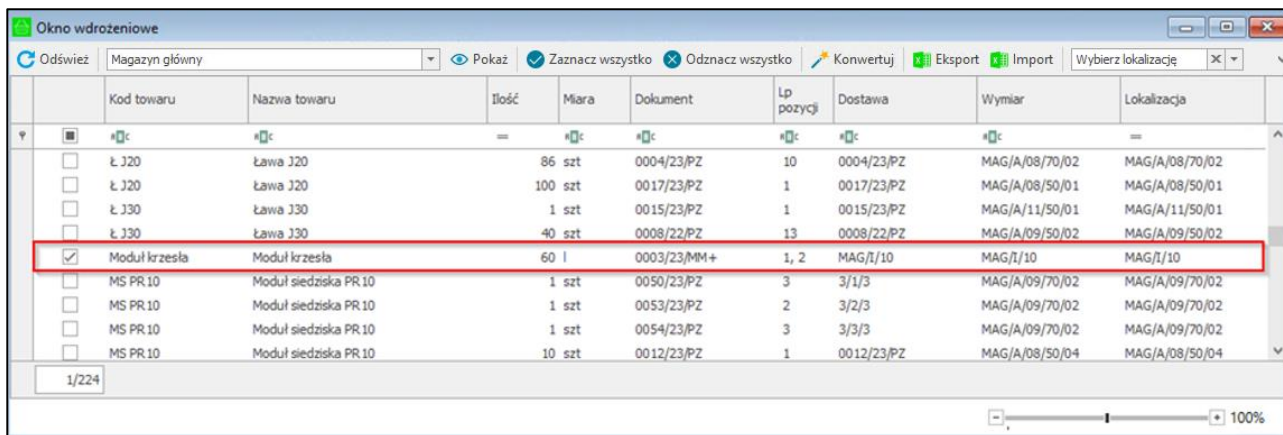 Okno wdrożeniowe
Odśwież Magazyn główny Pokaż Zaznacz wszystko Odznacz wszystko Konwertuj Eksport Import Wybierz lokalizację
Kod towaru Nazwa towaru Ilość Miara Dokument Lp pozycji Dostawa Wymiar Lokalizacja
Ł J20 Ława J20 86 szt 0004/23/PZ 10 0004/23/PZ MAG/A/08/70/02 MAG/A/08/70/02
Ł J20 Ława J20 100 szt 0017/23/PZ 1 0017/23/PZ MAG/A/08/50/01 MAG/A/08/50/01
Ł J30 Ława J30 1 szt 0015/23/PZ 1 0015/23/PZ MAG/A/11/50/01 MAG/A/11/50/01
Ł J30 Ława J30 40 szt 0008/22/PZ 13 0008/22/PZ MAG/A/09/50/02 MAG/A/09/50/02
Moduł krzesła Moduł krzesła 60 l 0003/23/MM+ 1, 2 MAG/I/10 MAG/I/10 MAG/I/10
MS PR10 Moduł siedziska PR10 1 szt 0050/23/PZ 3 3/1/3 MAG/A/09/70/02 MAG/A/09/70/02
MS PR10 Moduł siedziska PR10 1 szt 0053/23/PZ 2 3/2/3 MAG/A/09/70/02 MAG/A/09/70/02
MS PR10 Moduł siedziska PR10 1 szt 0054/23/PZ 3 3/3/3 MAG/A/09/70/02 MAG/A/09/70/02
MS PR10 Moduł siedziska PR10 10 szt 0012/23/PZ 1 0012/23/PZ MAG/A/08/50/04 MAG/A/08/50/04
1/224
100%